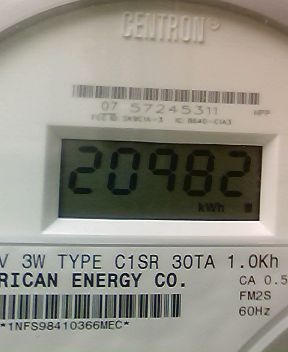 CENTRON®
07 57245311
NPP
20982
kWh
V 3W TYPE C1SR 30TA 1.0Kh
RICAN ENERGY CO.
CA 0.5
FM2S
60Hz
*1NFS98410366MEC*